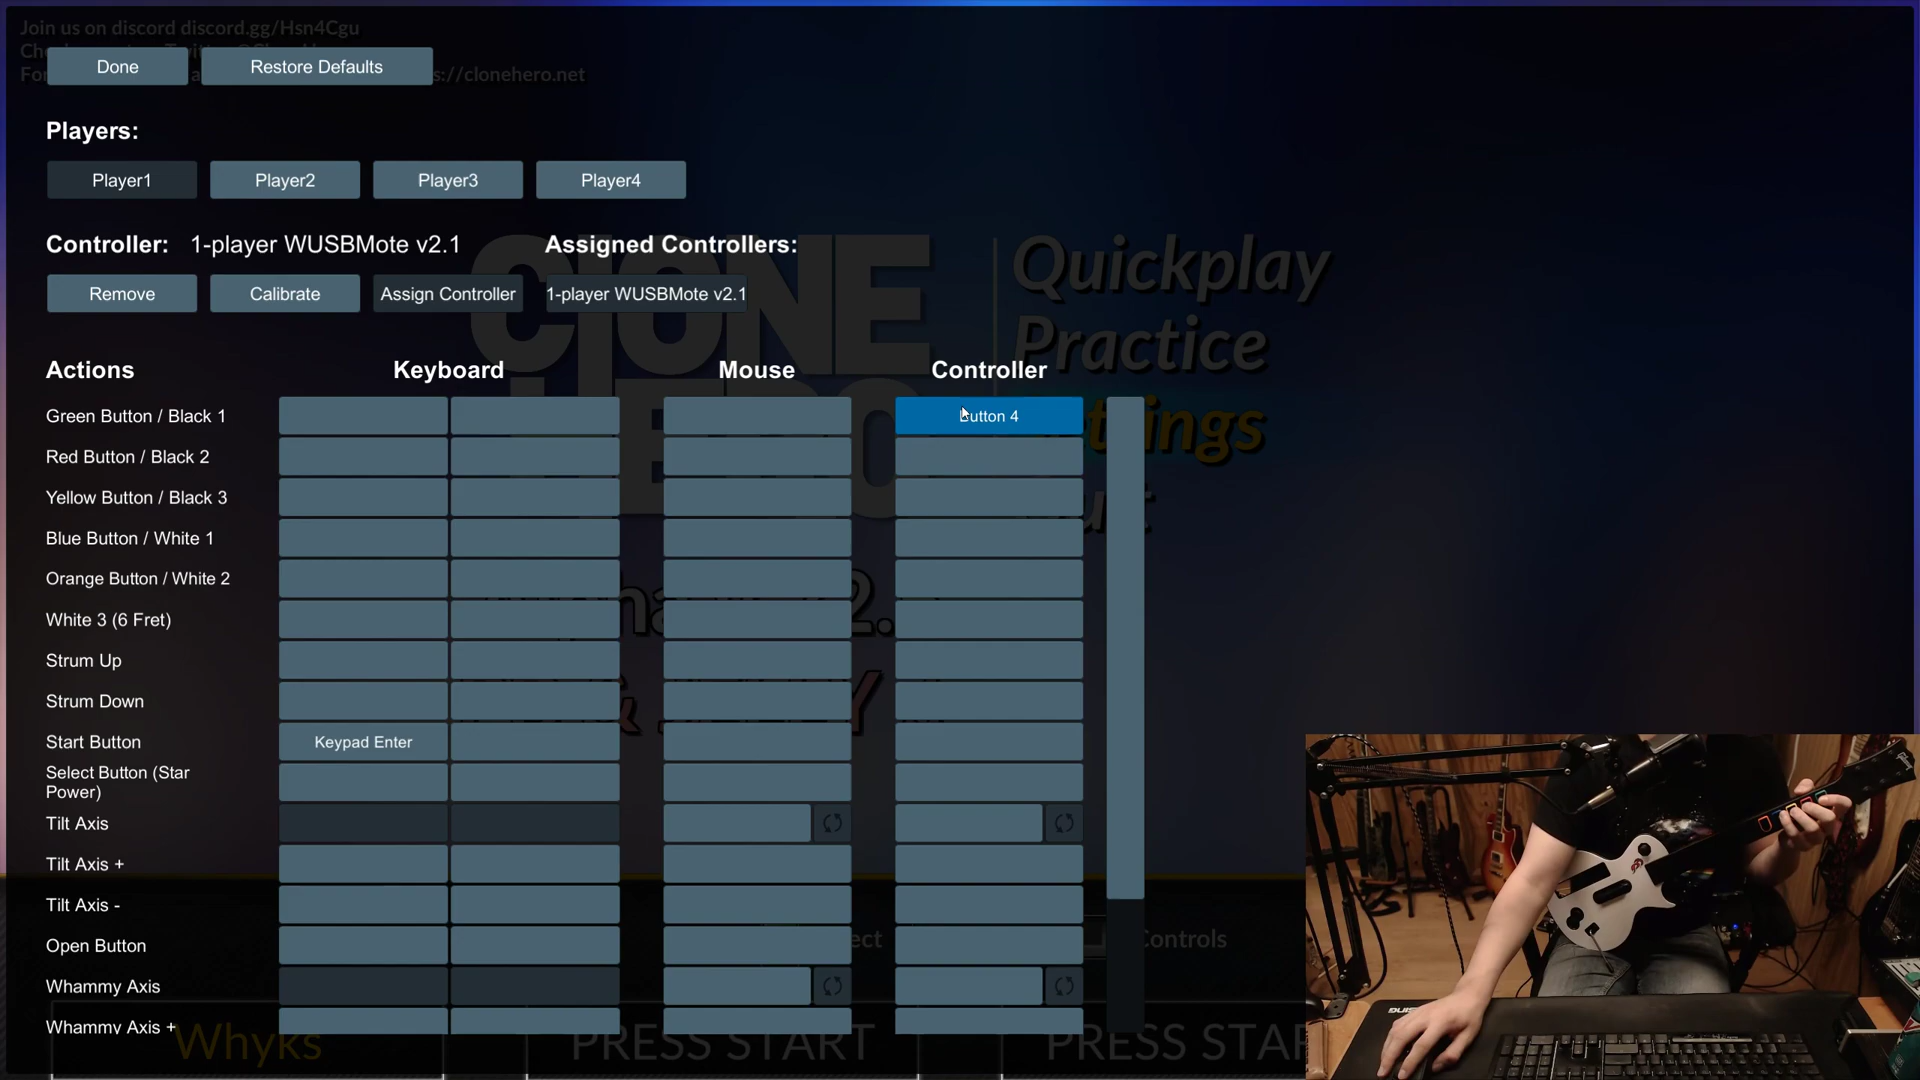 Join us on discord discord.gg/Hsn4Cgu
Done
Restore Defaults
s://clonehero.net
Players:
Player1
Player2
Player3
Player4
Controller: 1-player WUSBMote v2.1
Assigned Controllers:
Remove
Calibrate
Assign Controller
1-player WUSBMote v2.1
CLONE
HERO
Quickplay
Practice
Actions
Keyboard
Mouse
Controller
Green Button / Black 1
Button 4
Red Button / Black 2
Yellow Button / Black 3
Blue Button / White 1
Orange Button / White 2
White 3 (6 Fret)
Strum Up
Strum Down
Start Button
Keypad Enter
Select Button (Star
Power)
Tilt Axis
Tilt Axis +
Tilt Axis -
Open Button
Controls
Whammy Axis
Whammy Axis +
Whyks
PRESS START
PRESS STA